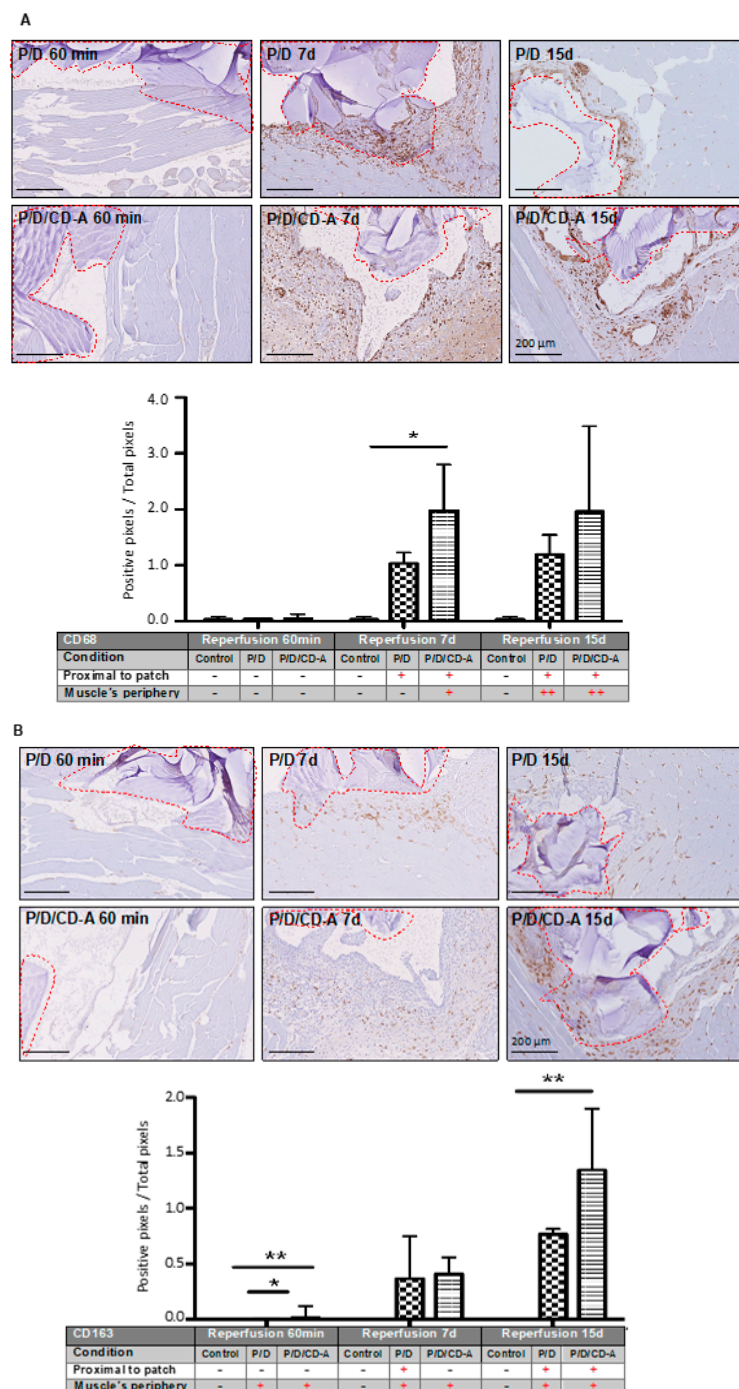 A
P/D 60 min P/D 7d P/D 15d
P/D/CD-A 60 min P/D/CD-A 7d P/D/CD-A 15d
200 µm
4.0
*
3.0
2.0
1.0
0.0
Positive pixels / Total pixels
CD68 Reperfusion 60min Reperfusion 7d Reperfusion 15d
Condition Control P/D P/D/CD-A Control P/D P/D/CD-A Control P/D P/D/CD-A
Proximal to patch - - - - + + - + +
Muscle's periphery - - - - - + - ++ ++
B
P/D 60 min P/D 7d P/D 15d
P/D/CD-A 60 min P/D/CD-A 7d P/D/CD-A 15d
200 µm
**
2.0
1.5
1.0
0.5
0.0
** 
*
Positive pixels / Total pixels
CD163 Reperfusion 60min Reperfusion 7d Reperfusion 15d
Condition Control P/D P/D/CD-A Control P/D P/D/CD-A Control P/D P/D/CD-A
Proximal to patch - - - - + - - + +
Muscle's periphery - + + - + + - + +